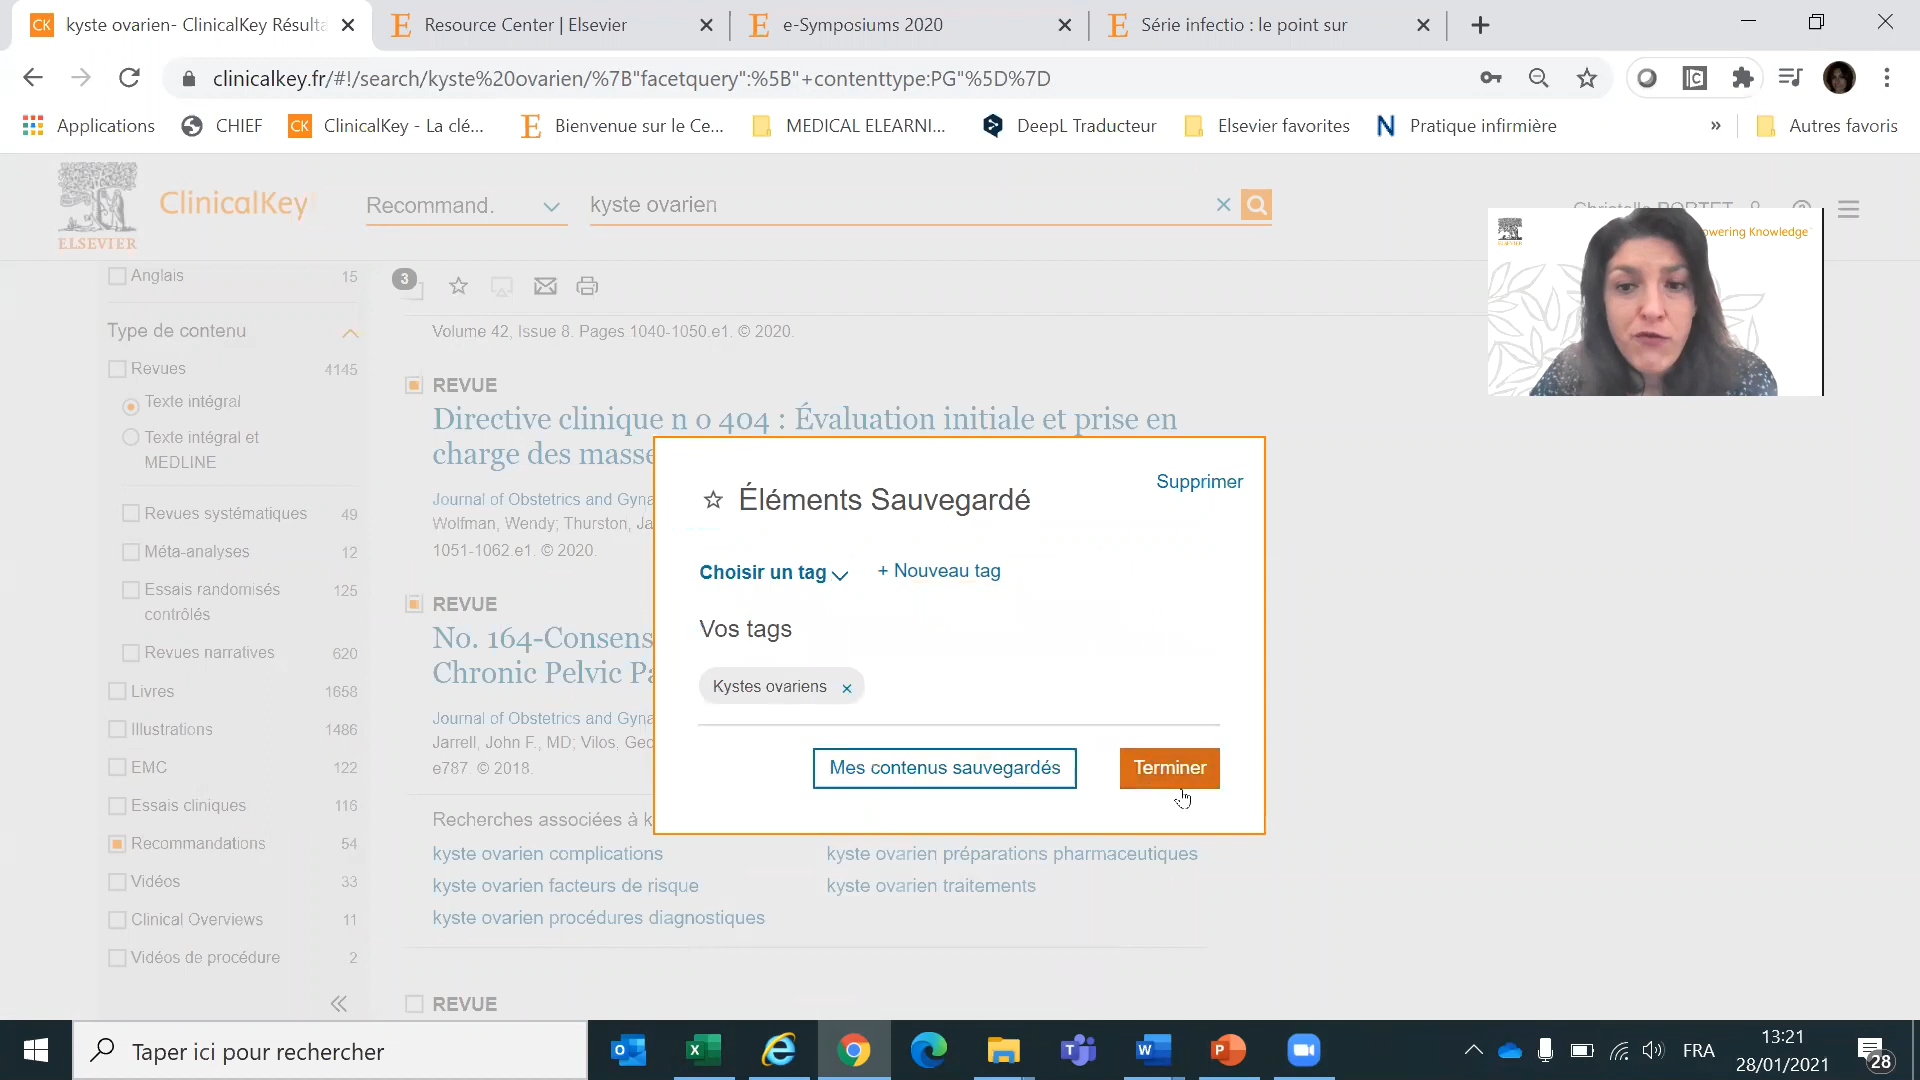 kyste ovarien- ClinicalKey Résulta
Resource Center | Elsevier
e-Symposiums 2020
Série infectio : le point sur
clinicalkey.fr/#!/search/kyste%20ovarien/%7B"facetquery":%5B"+contenttype:PG"%5D%7D
Applications
CHIEF
ClinicalKey - La clé...
Bienvenue sur le Ce...
MEDICAL ELEARNI...
DeepL Traducteur
Elsevier favorites
Pratique infirmière
»
Autres favoris
ELSEVIER
ClinicalKey
Recommand.
kyste ovarien
Christelle PORTET
owering Knowledge
Anglais 15
Type de contenu
Revues 4145
Texte intégral
Texte intégral et
MEDLINE
Revues systématiques 49
Méta-analyses 12
Essais randomisés 125
contrôlés
Revues narratives 620
Livres 1658
Illustrations 1486
EMC 122
Essais cliniques 116
Recommandations 54
Vidéos 33
Clinical Overviews 11
Vidéos de procédure 2
3
Volume 42, Issue 8. Pages 1040-1050.e1. © 2020.
REVUE
Directive clinique n o 404 : Évaluation initiale et prise en
charge des masse
Journal of Obstetrics and Gyna
Wolfman, Wendy; Thurston, Ja
1051-1062.e1. © 2020.
REVUE
No. 164-Consens
Chronic Pelvic Pa
Journal of Obstetrics and Gyna
Jarrell, John F., MD; Vilos, Geo
e787. © 2018.
Recherches associées à k
kyste ovarien complications
kyste ovarien préparations pharmaceutiques
kyste ovarien facteurs de risque
kyste ovarien traitements
kyste ovarien procédures diagnostiques
REVUE
Supprimer
Éléments Sauvegardé
Choisir un tag
+ Nouveau tag
Vos tags
Kystes ovariens ×
Mes contenus sauvegardés
Terminer
Taper ici pour rechercher
FRA
13:21
28/01/2021
28